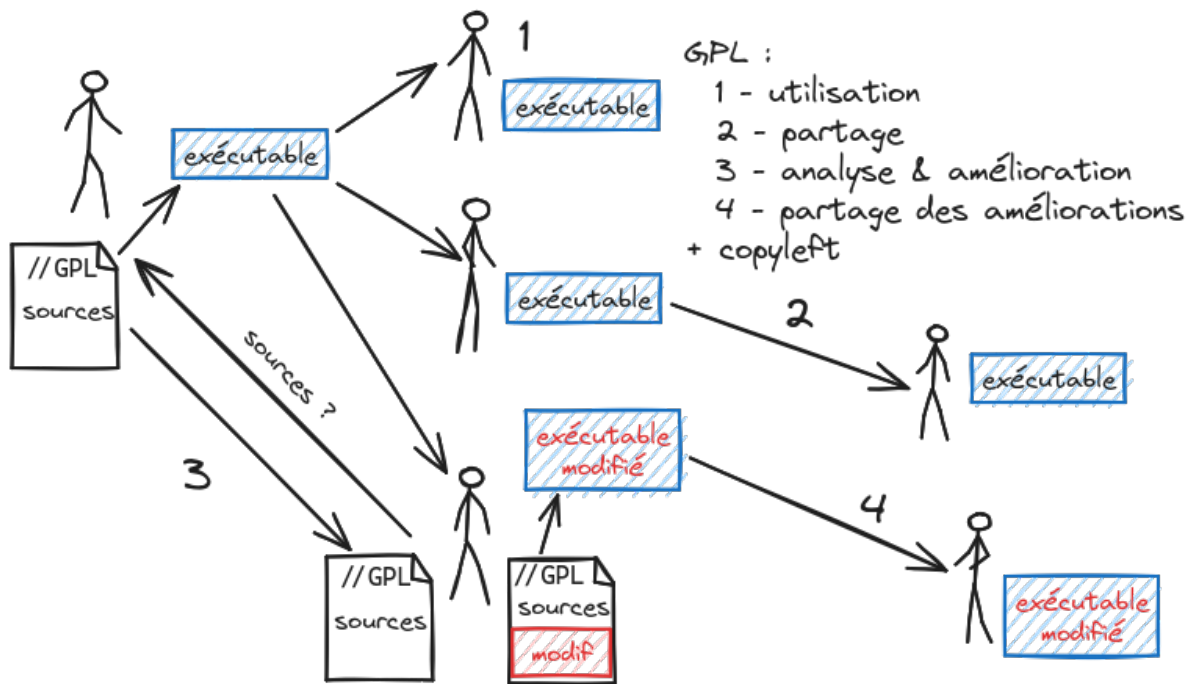 1
GPL :
1 - utilisation
2 - partage
3 - analyse & amélioration
4 - partage des améliorations
+ copyleft
exécutable
exécutable
// GPL
sources
exécutable
2
exécutable
sources ?
3
exécutable
modifié
4
// GPL
sources
// GPL
sources
modif
exécutable
modifié